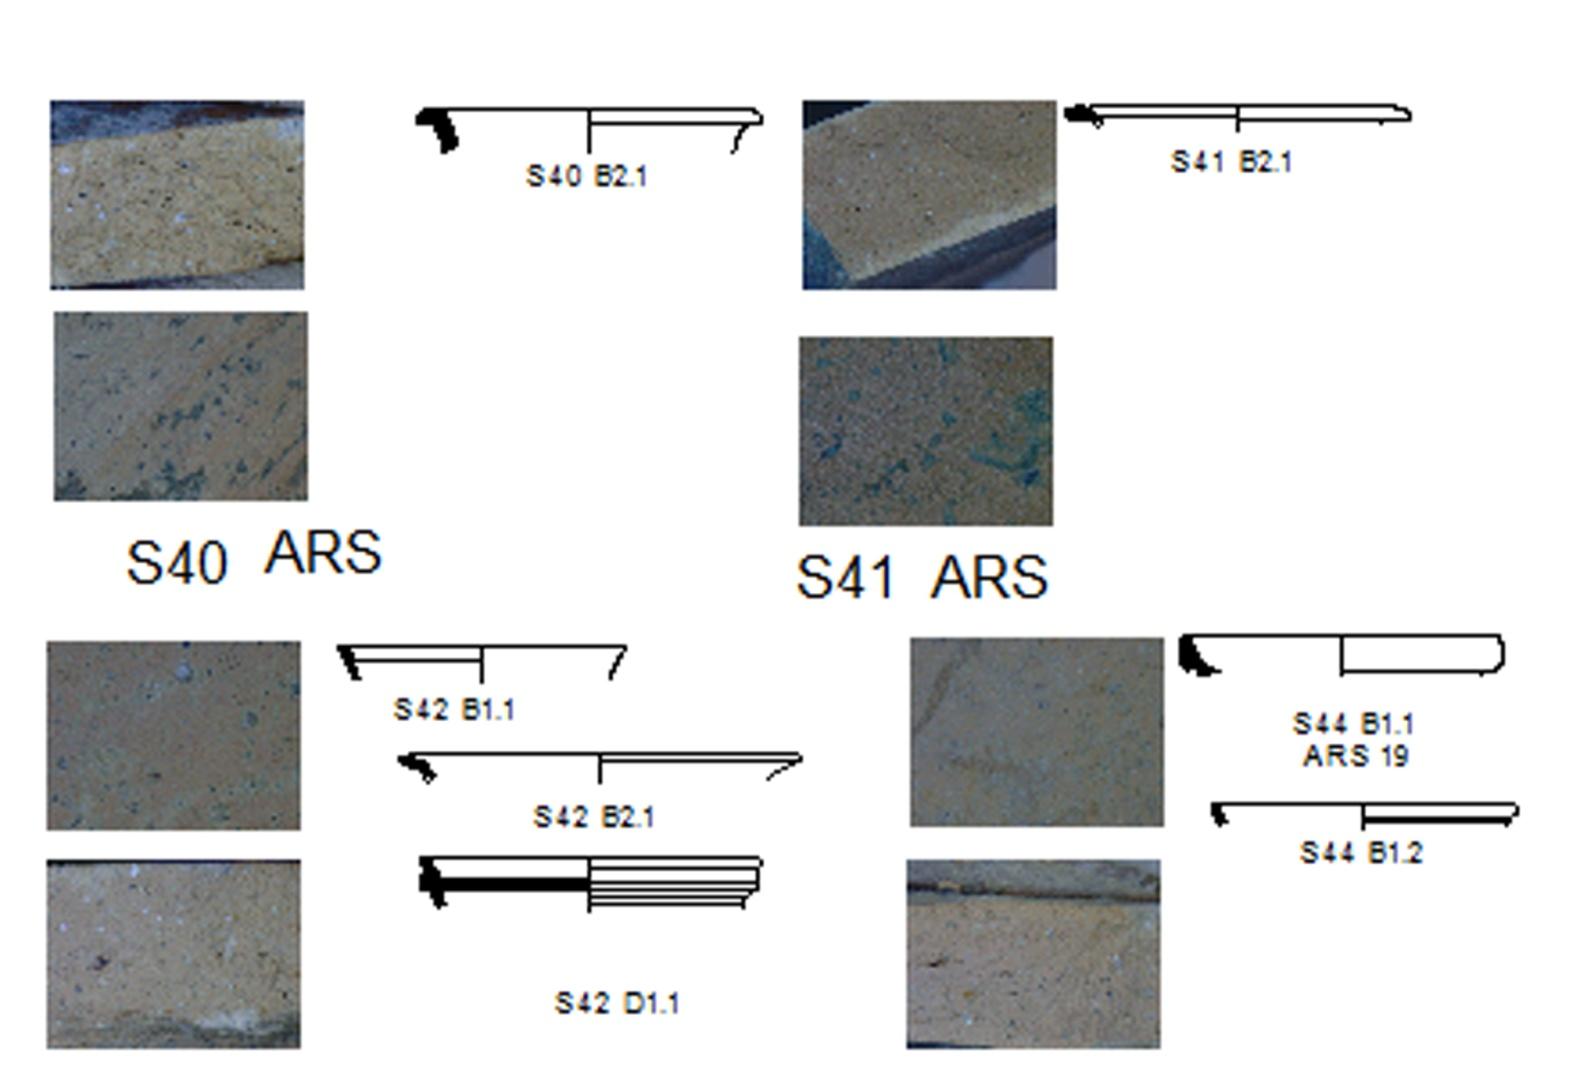 S40 B2.1
S41 B2.1
S40 ARS
S41 ARS
S42 B1.1
S42 B2.1
S42 D1.1
S44 B1.1
ARS 19
S44 B1.2